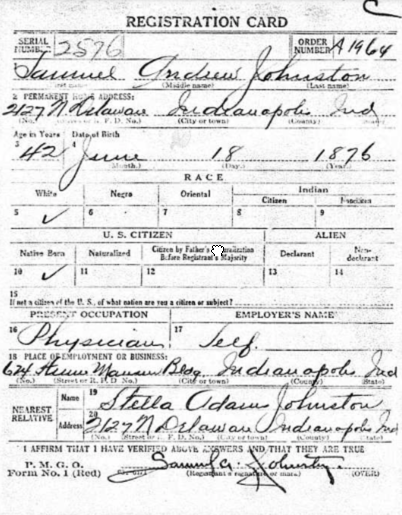 C
REGISTRATION CARD
SERIAL NUMBER 2576 ORDER NUMBER A1964
Samuel Andrew Johnston
(First name) (Middle name) (Last name)
2 PERMANENT HOME ADDRESS:
2127 N Delaware Indianapolis Ind
(No.) (Street or R. F. D. No.) (City or town) (County) (State)
Age in Years Date of Birth
3 42 4 June 18 1876
(Month.) (Day.) (Year.)
RACE
White Negro Oriental Indian
Citizen Noncitizen
5 ✓ 6 7 8 9
U. S. CITIZEN ALIEN
Native Born Naturalized Citizen by Father's Naturalization Before Registrant's Majority Declarant Non-declarant
10 ✓ 11 12 13 14
15
If not a citizen of the U. S., of what nation are you a citizen or subject?
PRESENT OCCUPATION EMPLOYER'S NAME
16 Physician 17 Self
18 PLACE OF EMPLOYMENT OR BUSINESS:
624 Bldg. Indianapolis Ind
(No.) (Street or R. F. D. No.) (City or town) (County) (State)
NEAREST RELATIVE Name 19 Stella Adams Johnston
Address 20 2127 N Delaware Indianapolis Ind
(No.) (Street or R. F. D. No.) (City or town) (County) (State)
I AFFIRM THAT I HAVE VERIFIED ABOVE ANSWERS AND THAT THEY ARE TRUE
P. M. G. O.
Form No. 1 (Red) Samuel A. Johnston
(Registrant's signature or mark) (OVER)